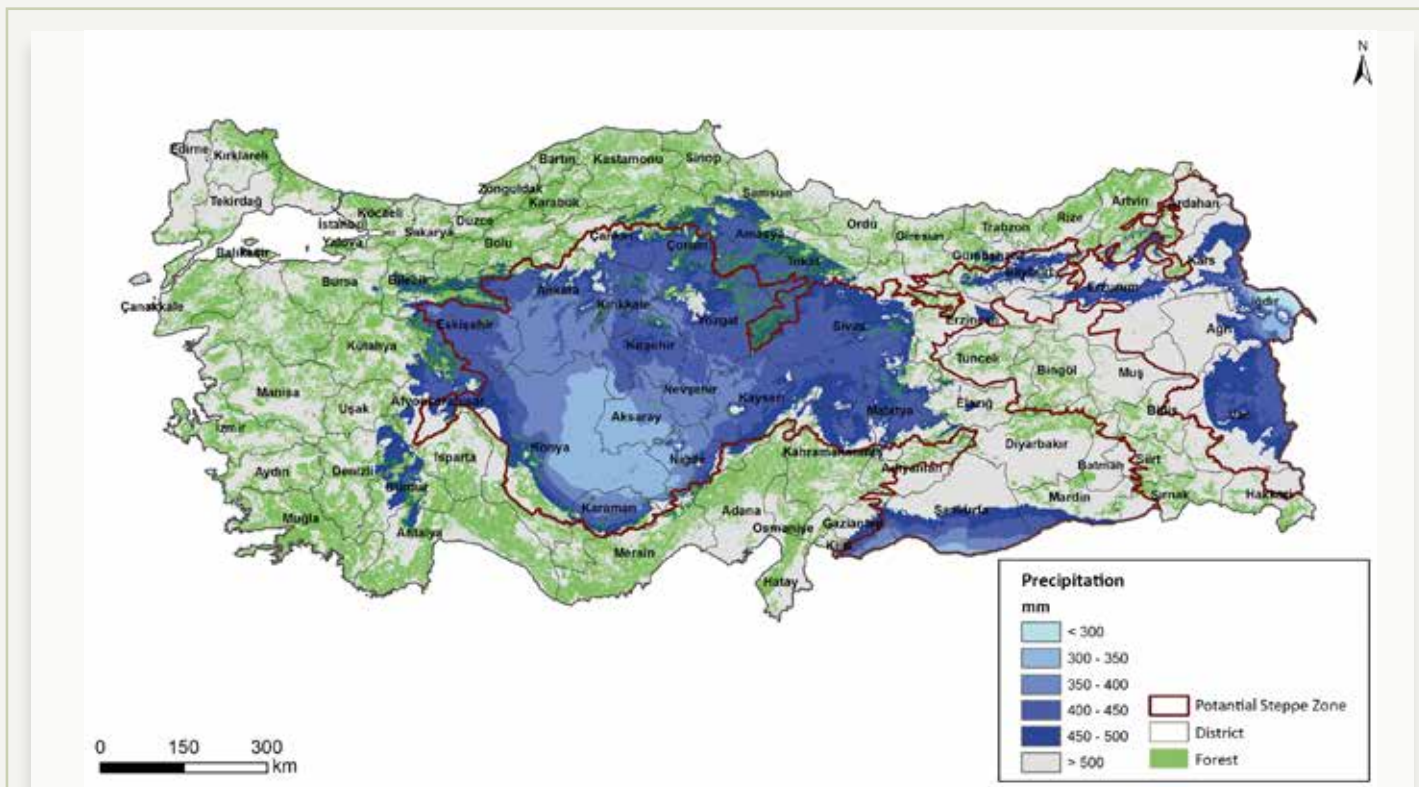 N
Edirne
Kırklareli
Tekirdağ
İstanbul
Kocaeli
Yalova
Sakarya
Düzce
Bolu
Zonguldak
Bartın
Karabük
Kastamonu
Sinop
Samsun
Ordu
Giresun
Trabzon
Rize
Artvin
Ardahan
Kars
Iğdır
Ağrı
Erzurum
Bayburt
Gümüşhane
Erzincan
Tunceli
Bingöl
Muş
Bitlis
Van
Hakkari
Şırnak
Siirt
Batman
Mardin
Diyarbakır
Elazığ
Malatya
Adıyaman
Şanlıurfa
Gaziantep
Kilis
Kahramanmaraş
Osmaniye
Hatay
Adana
Mersin
Karaman
Niğde
Kayseri
Nevşehir
Aksaray
Konya
Kırşehir
Yozgat
Sivas
Tokat
Amasya
Çorum
Çankırı
Kırıkkale
Ankara
Eskişehir
Bilecik
Bursa
Balıkesir
Çanakkale
Kütahya
Manisa
Uşak
Afyonkarahisar
İzmir
Aydın
Denizli
Isparta
Burdur
Muğla
Antalya
0 150 300
km
Precipitation
mm
< 300
300 - 350
350 - 400
400 - 450
450 - 500
> 500
Potantial Steppe Zone
District
Forest